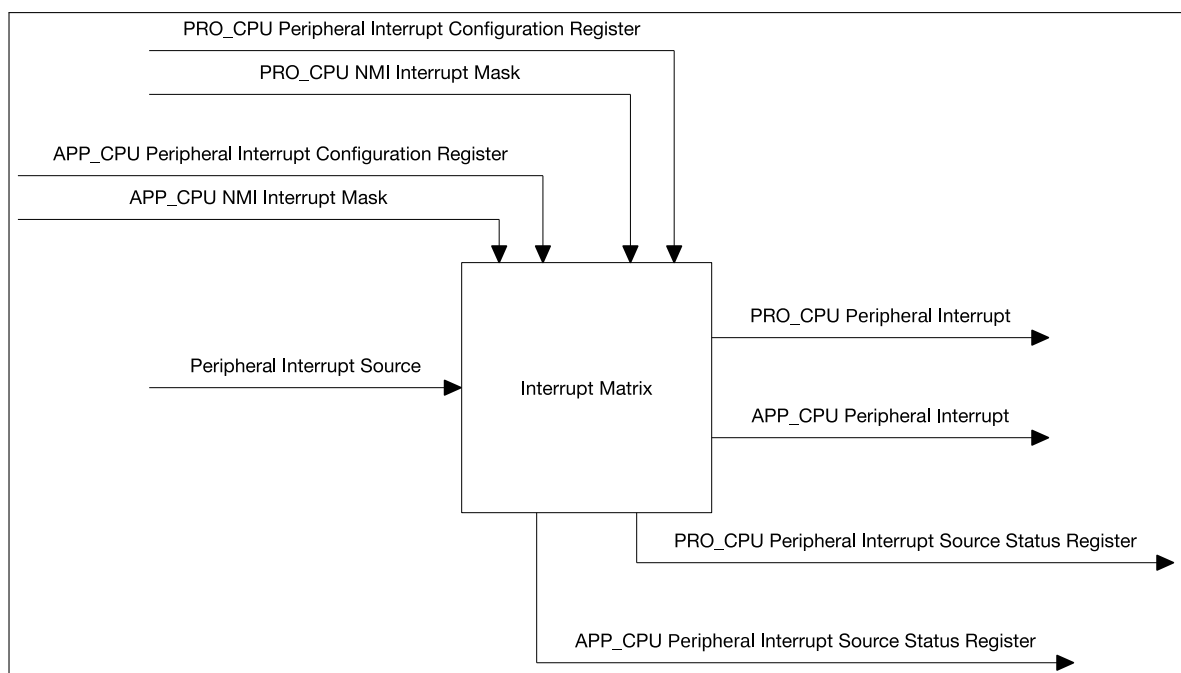 PRO_CPU Peripheral Interrupt Configuration Register
PRO_CPU NMI Interrupt Mask
APP_CPU Peripheral Interrupt Configuration Register
APP_CPU NMI Interrupt Mask
PRO_CPU Peripheral Interrupt
Peripheral Interrupt Source
Interrupt Matrix
APP_CPU Peripheral Interrupt
PRO_CPU Peripheral Interrupt Source Status Register
APP_CPU Peripheral Interrupt Source Status Register